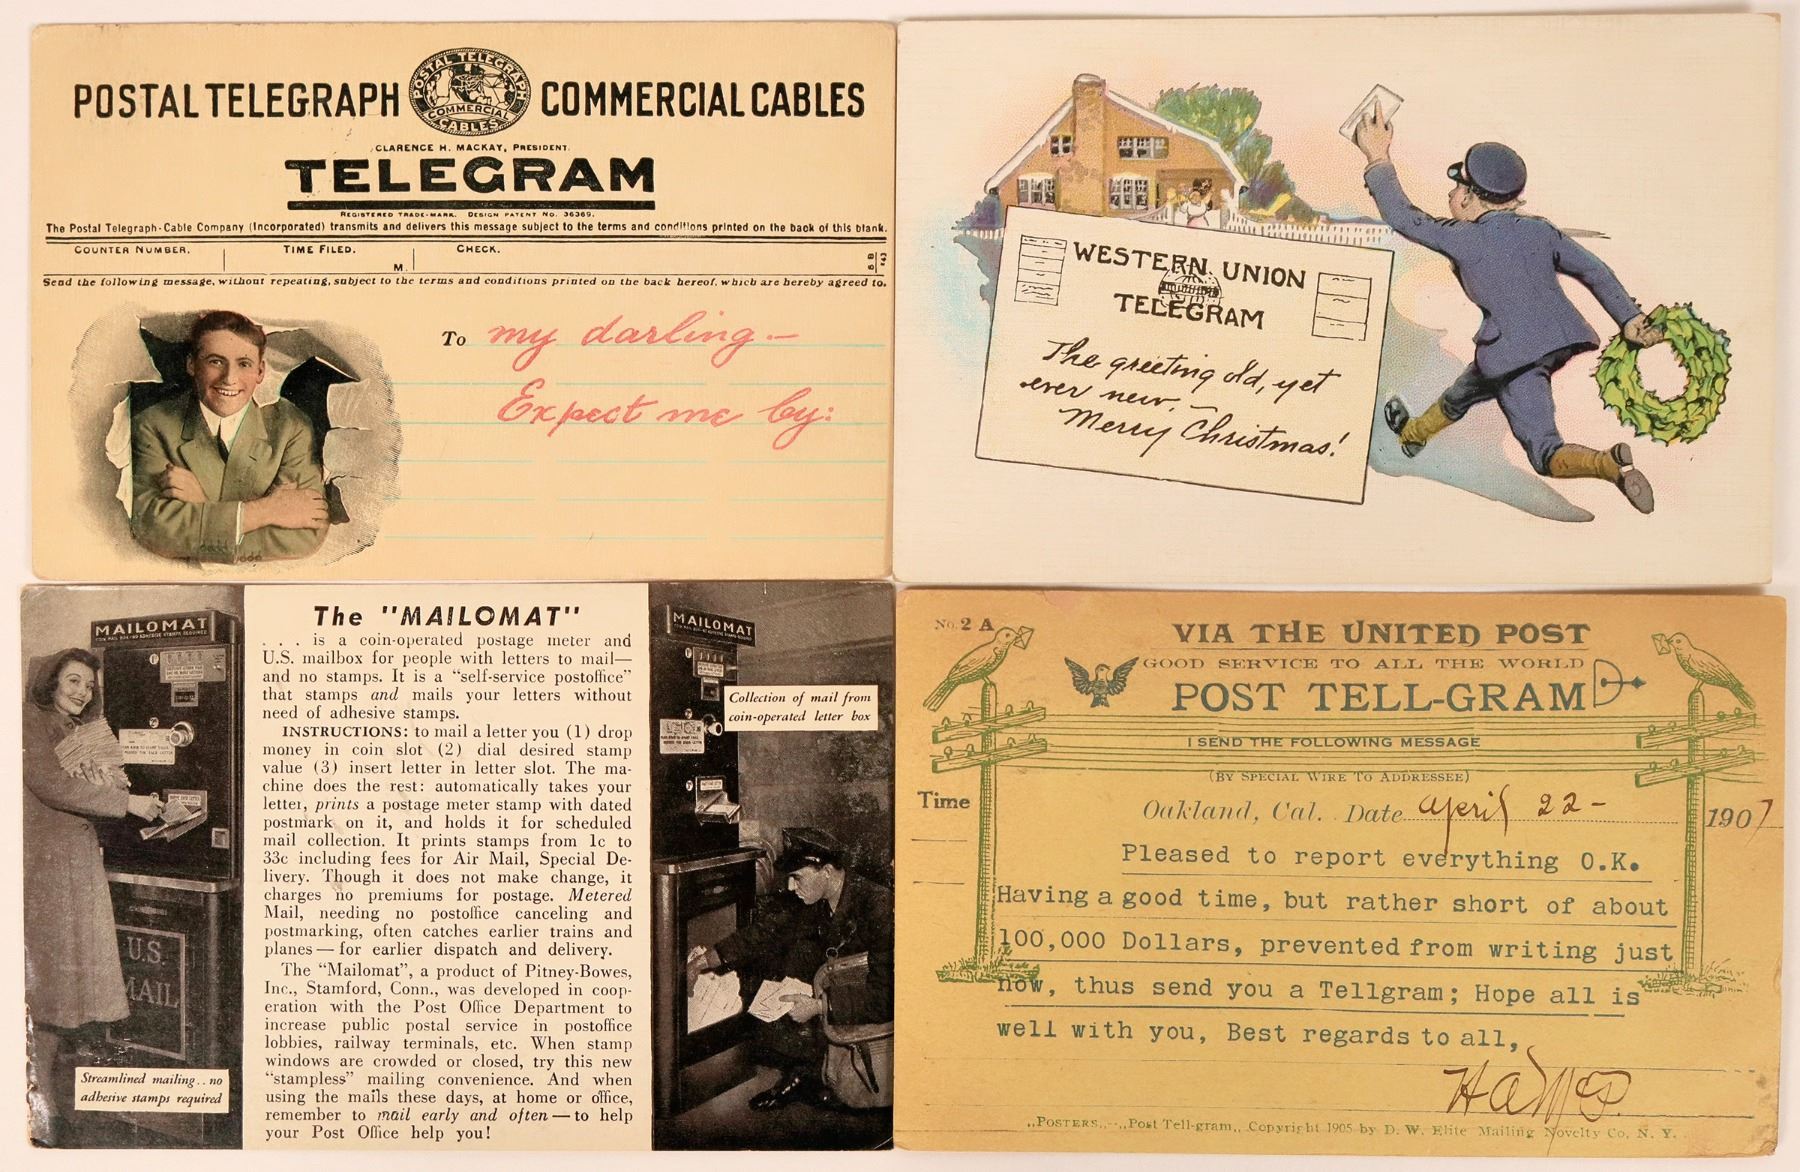 POSTAL TELEGRAPH COMMERCIAL CABLES
POSTAL TELEGRAPH
COMMERCIAL
CABLES
CLARENCE H. MACKAY, PRESIDENT.
TELEGRAM
REGISTERED TRADE-MARK. DESIGN PATENT NO. 36369.
The Postal Telegraph-Cable Company (Incorporated) transmits and delivers this message subject to the terms and conditions printed on the back of this blank.
COUNTER NUMBER. TIME FILED. CHECK.
M.
Send the following message, without repeating, subject to the terms and conditions printed on the back hereof, which are hereby agreed to.
To my darling—
Expect me by:
WESTERN UNION
TELEGRAM
The greeting old, yet
ever new,—
Merry Christmas!
MAILOMAT
U.S.
MAIL
Streamlined mailing.. no
adhesive stamps required
The "MAILOMAT"
. . . is a coin-operated postage meter and
U.S. mailbox for people with letters to mail—
and no stamps. It is a “self-service postoffice”
that stamps and mails your letters without
need of adhesive stamps.
INSTRUCTIONS: to mail a letter you (1) drop
money in coin slot (2) dial desired stamp
value (3) insert letter in letter slot. The ma-
chine does the rest: automatically takes your
letter, prints a postage meter stamp with dated
postmark on it, and holds it for scheduled
mail collection. It prints stamps from 1c to
33c including fees for Air Mail, Special De-
livery. Though it does not make change, it
charges no premiums for postage. Metered
Mail, needing no postoffice canceling and
postmarking, often catches earlier trains and
planes — for earlier dispatch and delivery.
The “Mailomat”, a product of Pitney-Bowes,
Inc., Stamford, Conn., was developed in coop-
eration with the Post Office Department to
increase public postal service in postoffice
lobbies, railway terminals, etc. When stamp
windows are crowded or closed, try this new
“stampless” mailing convenience. And when
using the mails these days, at home or office,
remember to mail early and often — to help
your Post Office help you!
MAILOMAT
Collection of mail from
coin-operated letter box
No. 2 A
VIA THE UNITED POST
GOOD SERVICE TO ALL THE WORLD
POST TELL-GRAM
I SEND THE FOLLOWING MESSAGE
(BY SPECIAL WIRE TO ADDRESSEE)
Time
Oakland, Cal. Date April 22- 1907
Pleased to report everything O.K.
Having a good time, but rather short of about
100,000 Dollars, prevented from writing just
now, thus send you a Tellgram; Hope all is
well with you, Best regards to all,
„POSTERS„—„Post Tell-gram„ Copyright 1905 by D. W. Elite Mailing Novelty Co, N. Y.